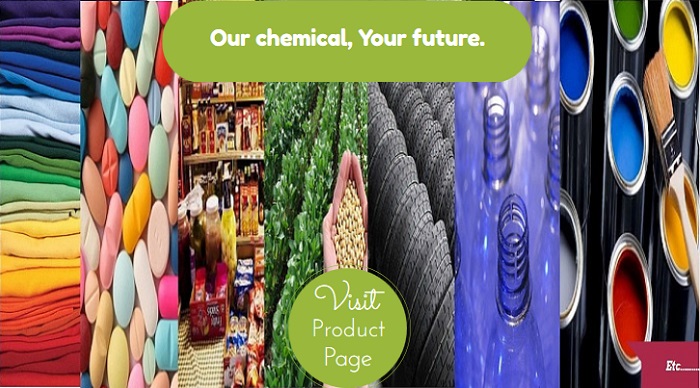 Our chemical, Your future.
Visit
Product
Page
Etc..............